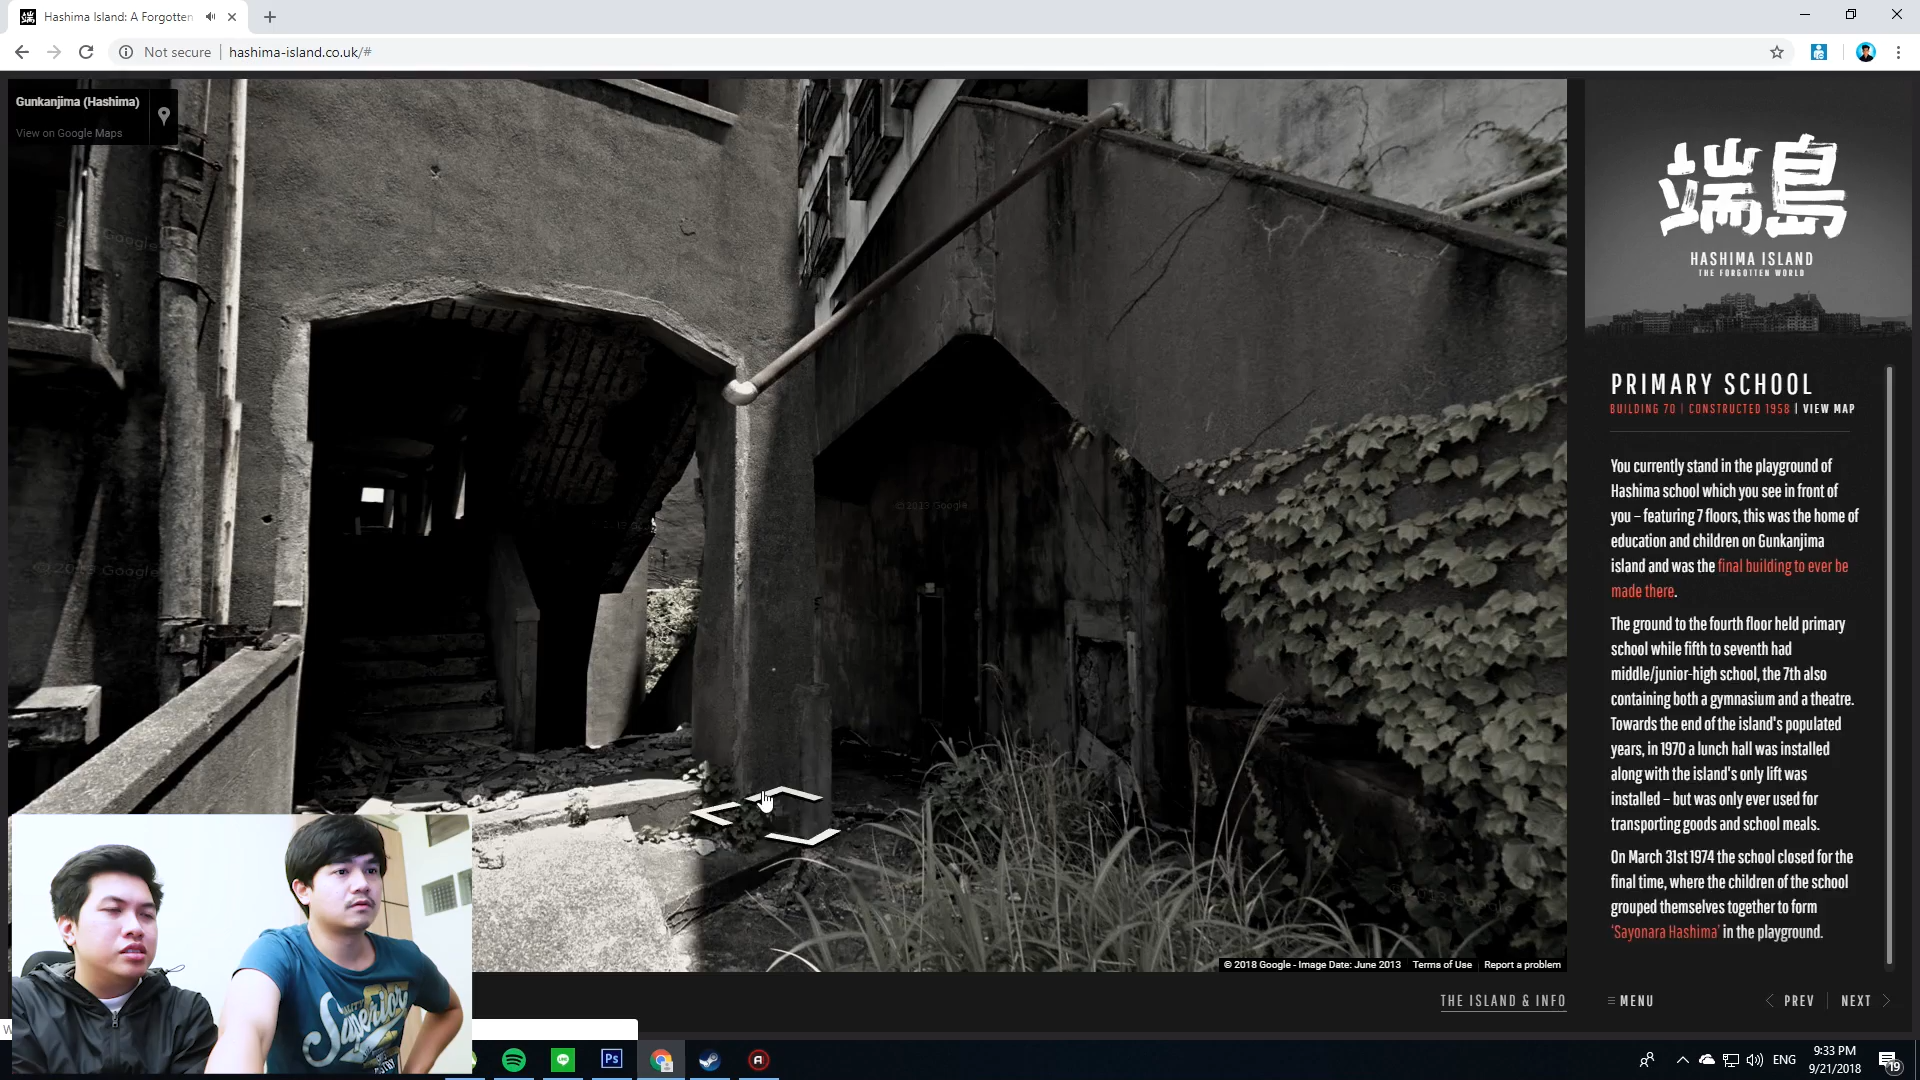 Hashima Island: A Forgotten
Not secure
hashima-island.co.uk/#
Gunkanjima (Hashima)
View on Google Maps
端島
HASHIMA ISLAND
THE FORGOTTEN WORLD
PRIMARY SCHOOL
BUILDING 70 | CONSTRUCTED 1958 | VIEW MAP
You currently stand in the playground of
Hashima school which you see in front of
you – featuring 7 floors, this was the home of
education and children on Gunkanjima
island and was the final building to ever be
made there.
The ground to the fourth floor held primary
school while fifth to seventh had
middle/junior-high school, the 7th also
containing both a gymnasium and a theatre.
Towards the end of the island's populated
years, in 1970 a lunch hall was installed
along with the island's only lift was
installed – but was only ever used for
transporting goods and school meals.
On March 31st 1974 the school closed for the
final time, where the children of the school
grouped themselves together to form
'Sayonara Hashima' in the playground.
©2013 Google
©2013 Google
© 2018 Google - Image Date: June 2013 Terms of Use Report a problem
THE ISLAND & INFO
MENU
PREV
NEXT
Superior
Ps
ENG
9:33 PM
9/21/2018
19